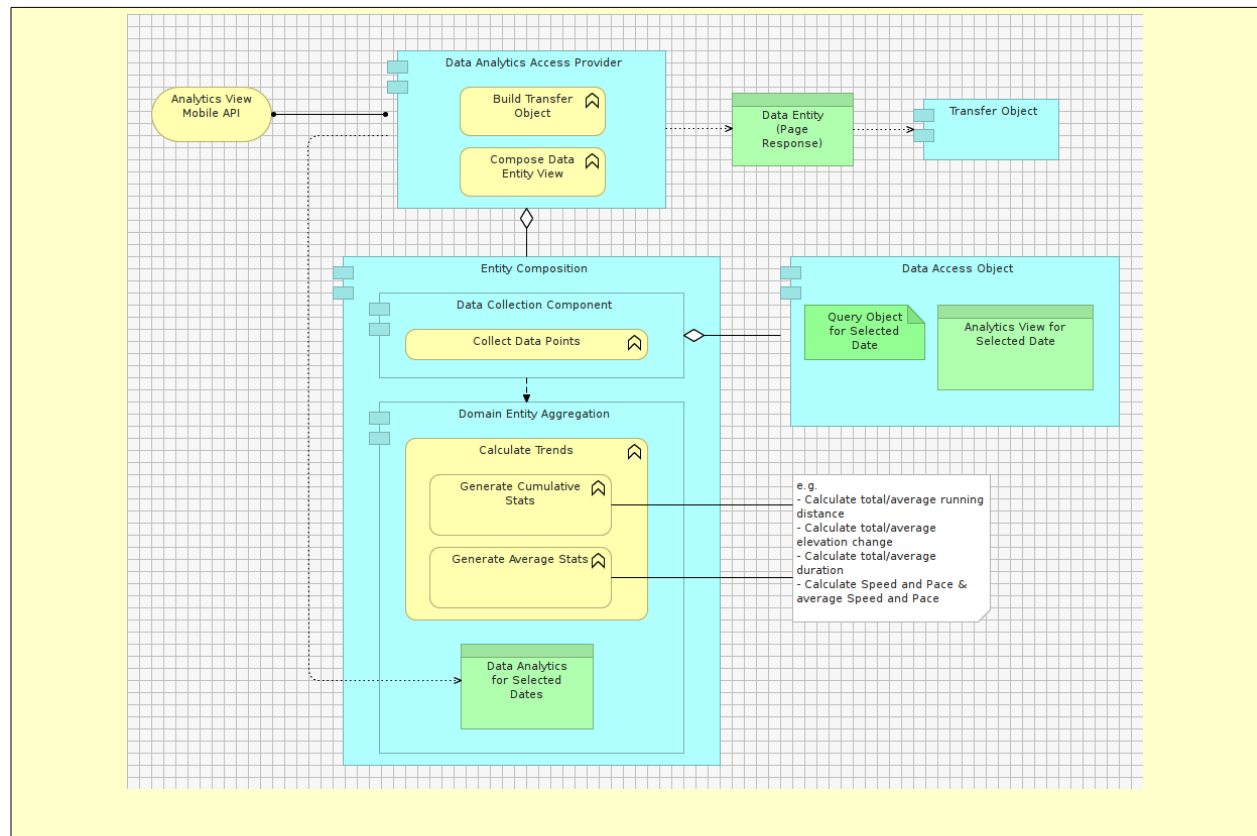 Data Analytics Access Provider
Analytics View
Mobile API
Build Transfer
Object
Compose Data
Entity View
Data Entity
(Page
Response)
Transfer Object
Entity Composition
Data Collection Component
Collect Data Points
Data Access Object
Query Object
for Selected
Date
Analytics View for
Selected Date
Domain Entity Aggregation
Calculate Trends
Generate Cumulative
Stats
Generate Average Stats
e.g.
- Calculate total/average running
distance
- Calculate total/average
elevation change
- Calculate total/average
duration
- Calculate Speed and Pace &
average Speed and Pace
Data Analytics
for Selected
Dates